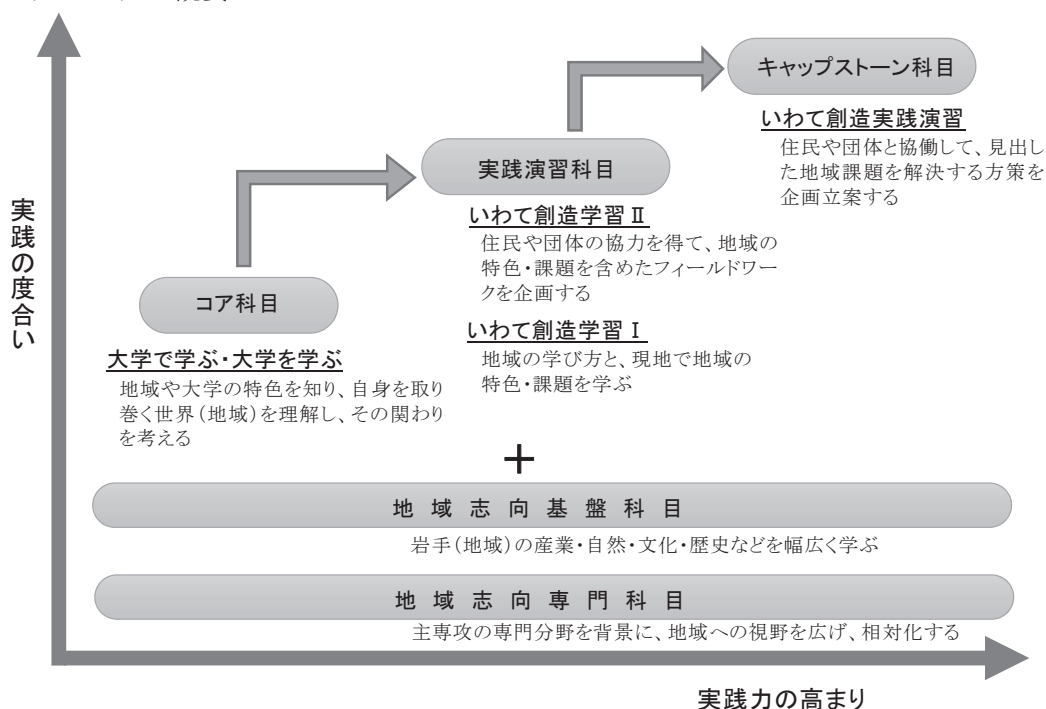 キャップストーン科目
いわて創造実践演習
住民や団体と協働して、見出し
た地域課題を解決する方策を
企画立案する
実践演習科目
いわて創造学習Ⅱ
住民や団体の協力を得て、地域の
特色・課題を含めたフィールドワー
クを企画する
いわて創造学習Ⅰ
地域の学び方と、現地で地域の
特色・課題を学ぶ
コア科目
大学で学ぶ・大学を学ぶ
地域や大学の特色を知り、自身を取り
巻く世界(地域)を理解し、その関わり
を考える
実践の度合い
+
地域志向基盤科目
岩手(地域)の産業・自然・文化・歴史などを幅広く学ぶ
地域志向専門科目
主専攻の専門分野を背景に、地域への視野を広げ、相対化する
実践力の高まり